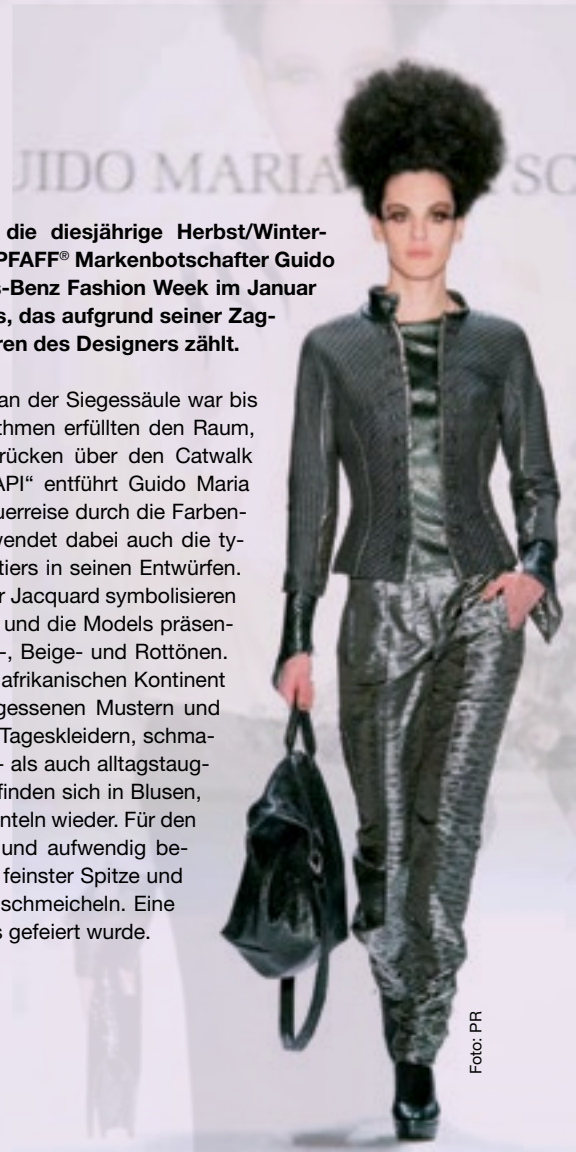 UIDO MARIA
die diesjährige Herbst/Winter-
PFAFF® Markenbotschafter Guido
s-Benz Fashion Week im Januar
s, das aufgrund seiner Zag-
ren des Designers zählt.
an der Siegessäule war bis
thmen erfüllten den Raum,
rücken über den Catwalk
API“ entführt Guido Maria
uerreise durch die Farben-
wendet dabei auch die ty-
tiers in seinen Entwürfen.
r Jacquard symbolisieren
und die Models präsen-
-, Beige- und Rottönen.
afrikanischen Kontinent
gessenen Mustern und
Tageskleidern, schma-
- als auch alltagstaug-
finden sich in Blusen,
nteln wieder. Für den
und aufwendig be-
feinster Spitze und
schmeicheln. Eine
s gefeiert wurde.
Foto: PR